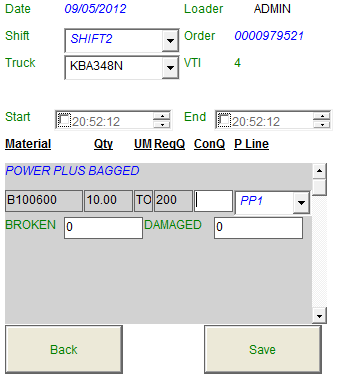 Date 09/05/2012 Loader ADMIN
Shift SHIFT2 Order 0000979521
Truck KBA348N VTI 4
Start 20:52:12 End 20:52:12
Material Qty UM ReqQ ConQ P Line
POWER PLUS BAGGED
B100600 10.00 TO 200 PP1
BROKEN 0 DAMAGED 0
Back Save